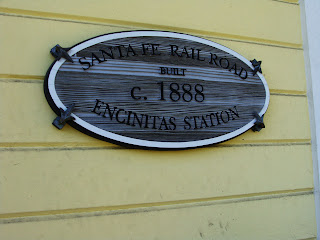 SANTA FE RAIL ROAD
BUILT
c. 1888
ENCINITAS STATION